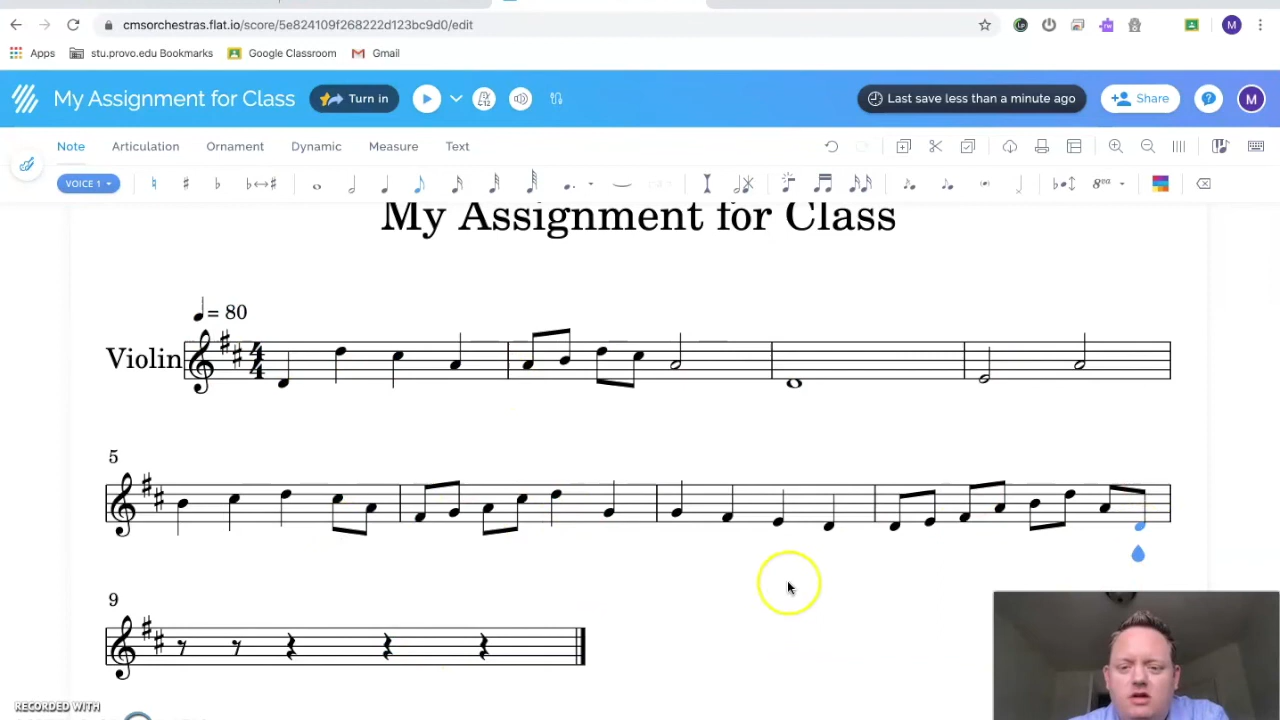 cmsorchestras.flat.io/score/5e824109f268222d123bc9d0/edit
Apps stu.provo.edu Bookmarks Google Classroom Gmail
My Assignment for Class Turn in Last save less than a minute ago Share ? M
Note Articulation Ornament Dynamic Measure Text
VOICE 1
My Assignment for Class
= 80
Violin
5
9
RECORDED WITH